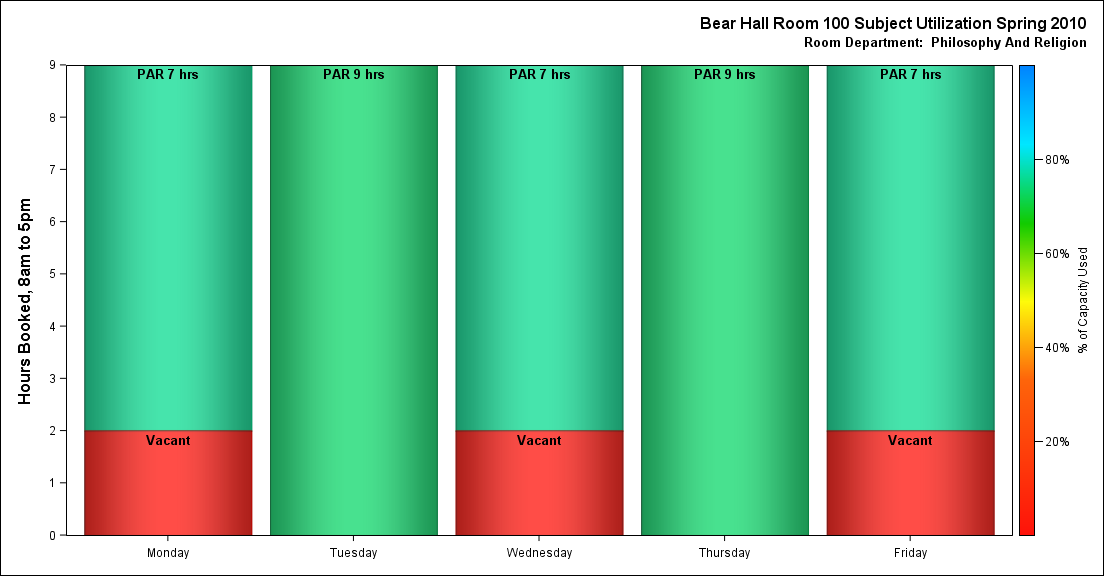 Bear Hall Room 100 Subject Utilization Spring 2010
Room Department:  Philosophy And Religion
Hours Booked, 8am to 5pm
9
8
7
6
5
4
3
2
1
0
PAR 7 hrs
PAR 9 hrs
PAR 7 hrs
PAR 9 hrs
PAR 7 hrs
Vacant
Vacant
Vacant
Monday
Tuesday
Wednesday
Thursday
Friday
80%
60%
40%
20%
% of Capacity Used